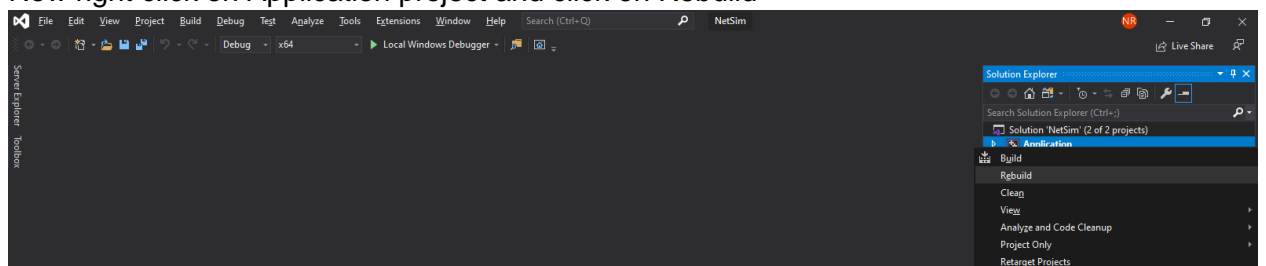 Now right-click on Application project and click on Rebuild
File Edit View Project Build Debug Test Analyze Tools Extensions Window Help Search (Ctrl+Q) NetSim NR
Debug x64 Local Windows Debugger Live Share
Server Explorer
Toolbox
Solution Explorer
Search Solution Explorer (Ctrl+;)
Solution 'NetSim' (2 of 2 projects)
Application
Build
Rebuild
Clean
View
Analyze and Code Cleanup
Project Only
Retarget Projects